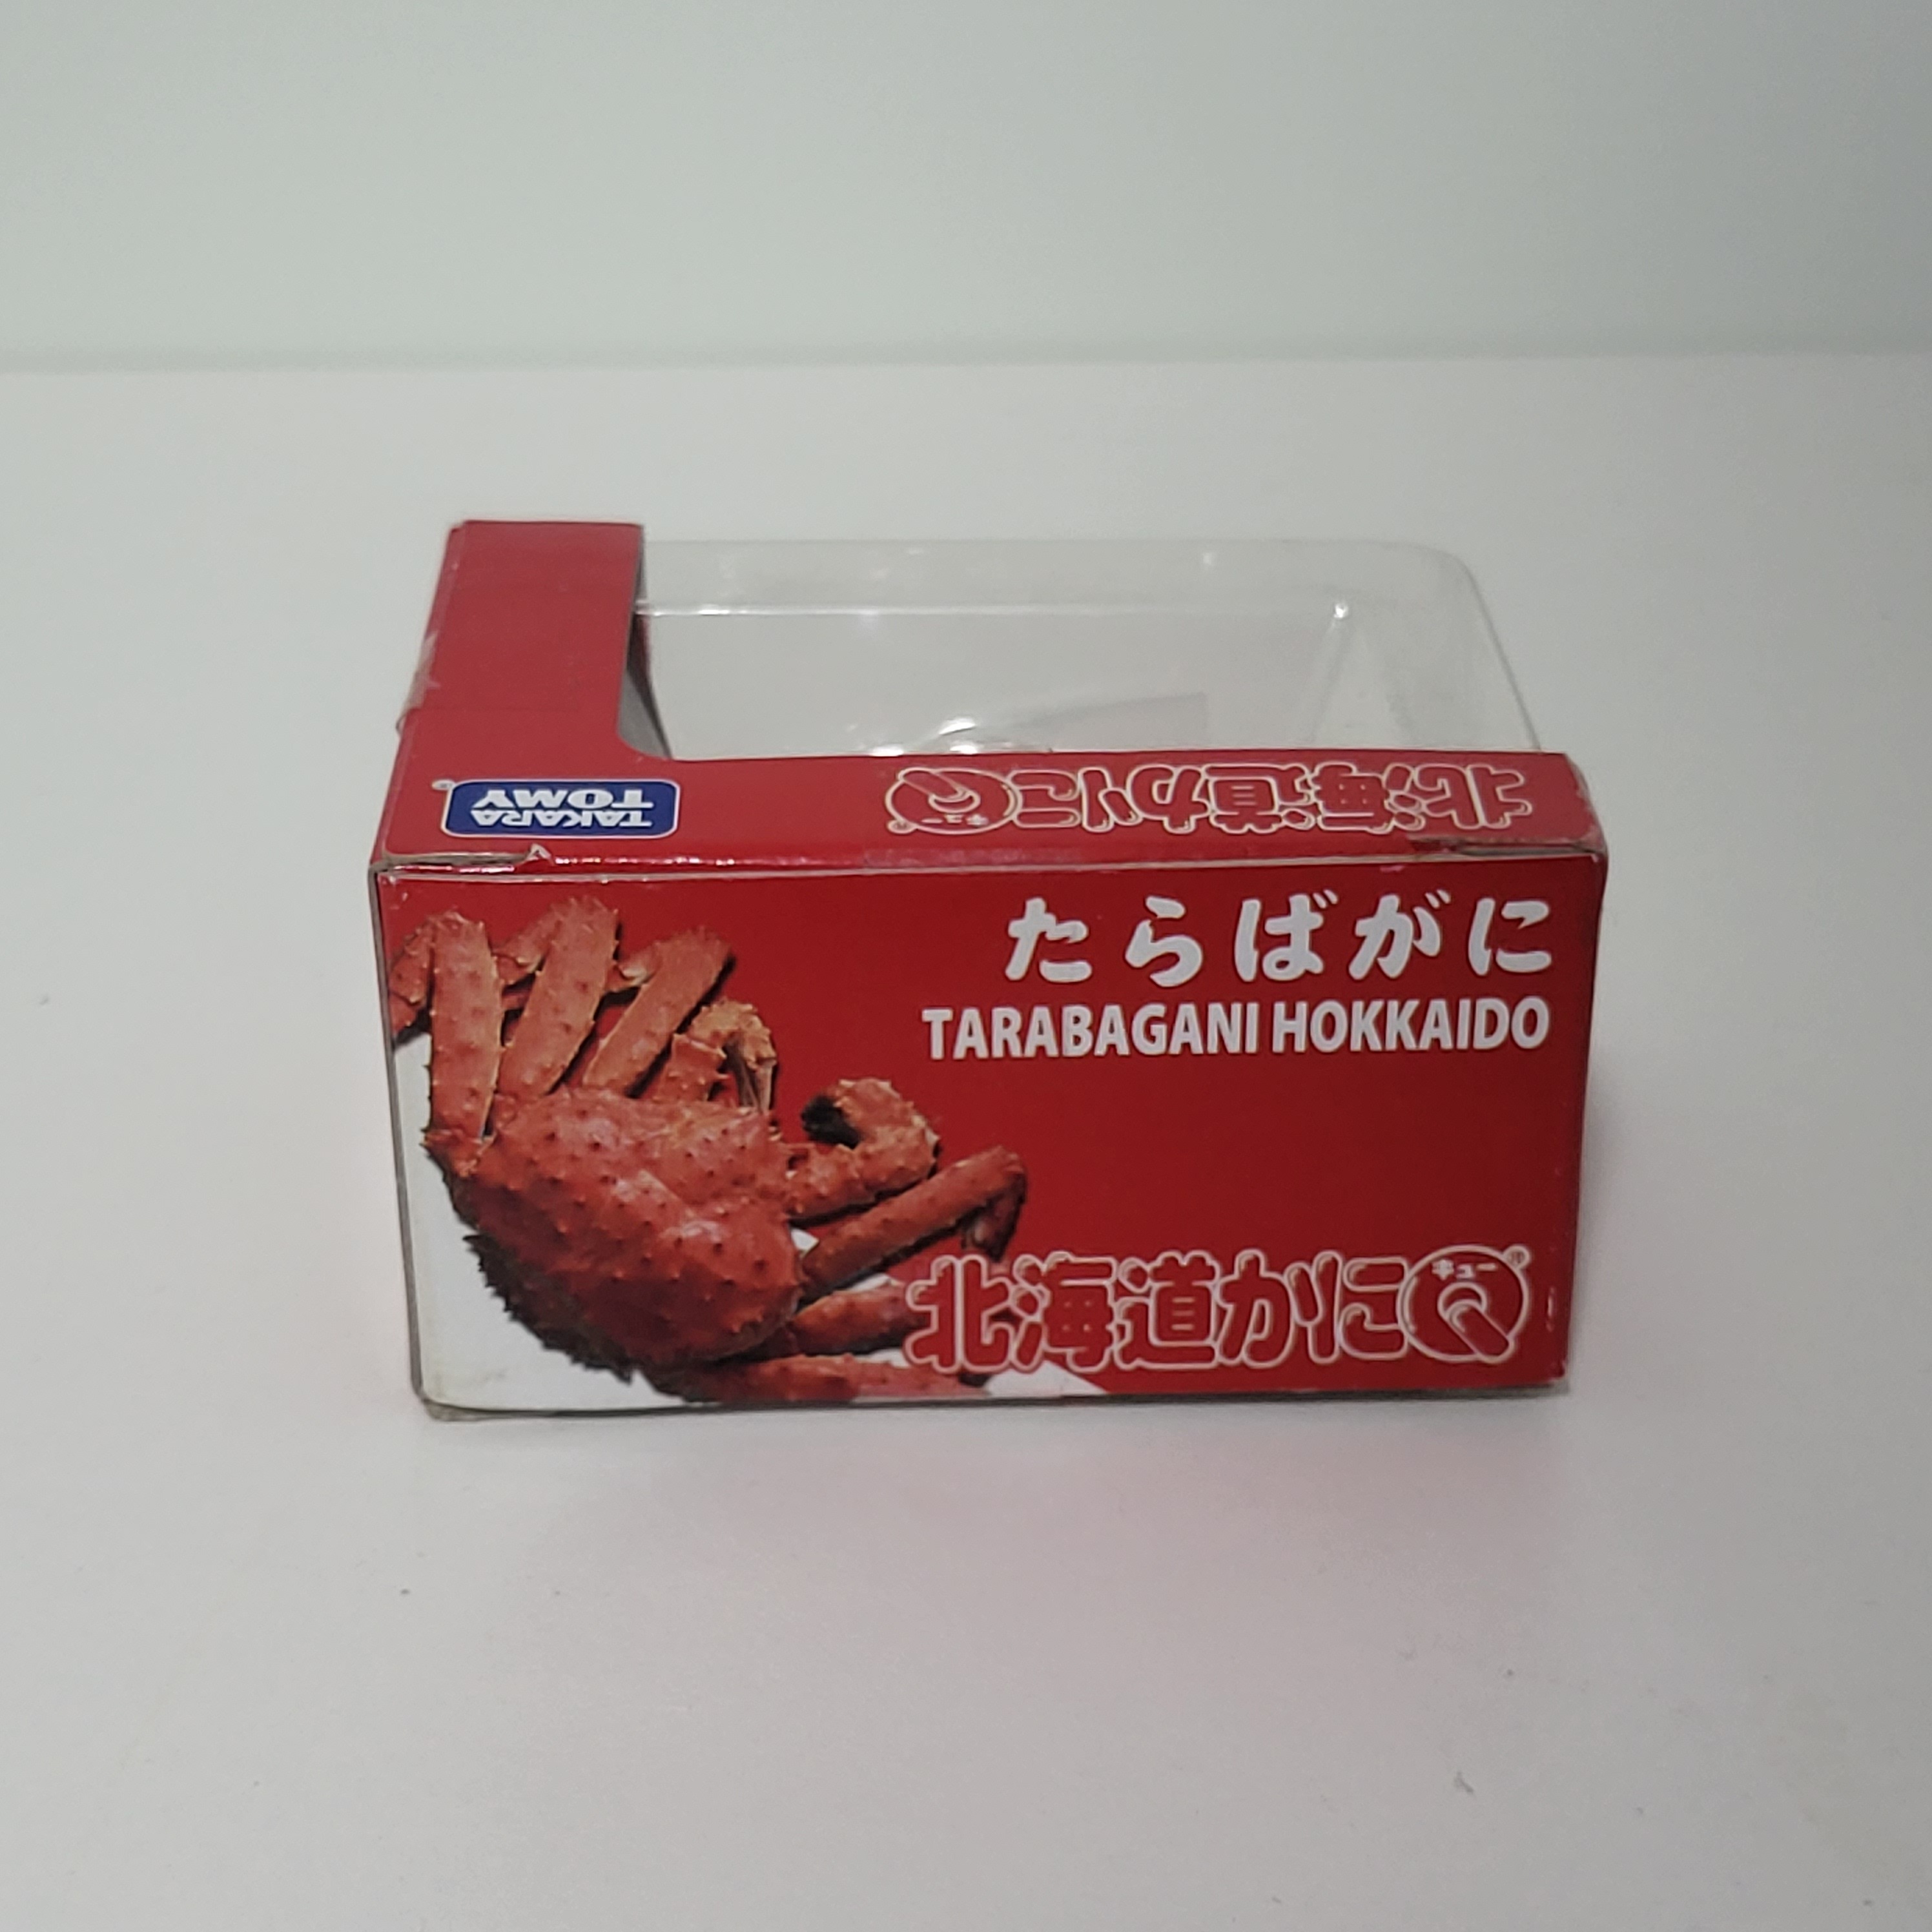 TAKARA
TOMY
北海道かにQ
キュー
®
たらばがに
TARABAGANI HOKKAIDO
北海道かにQ
キュー
®